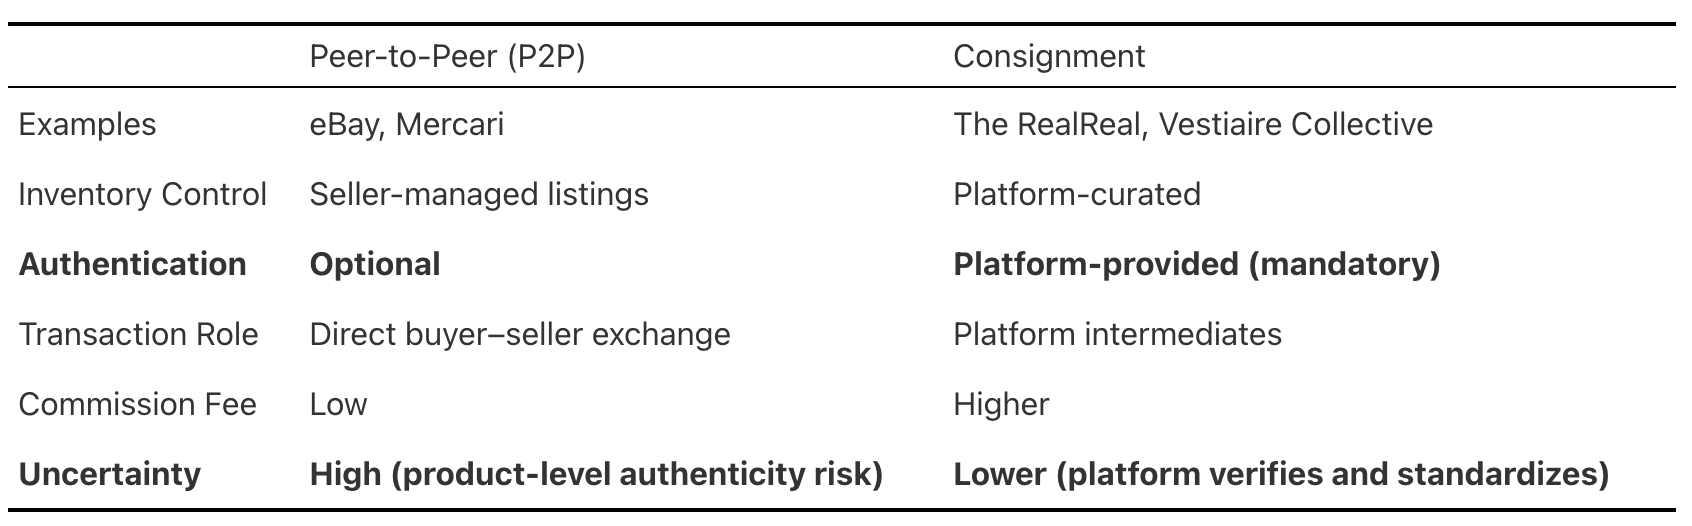 Peer-to-Peer (P2P) Consignment
Examples eBay, Mercari The RealReal, Vestiaire Collective
Inventory Control Seller-managed listings Platform-curated
Authentication Optional Platform-provided (mandatory)
Transaction Role Direct buyer–seller exchange Platform intermediates
Commission Fee Low Higher
Uncertainty High (product-level authenticity risk) Lower (platform verifies and standardizes)